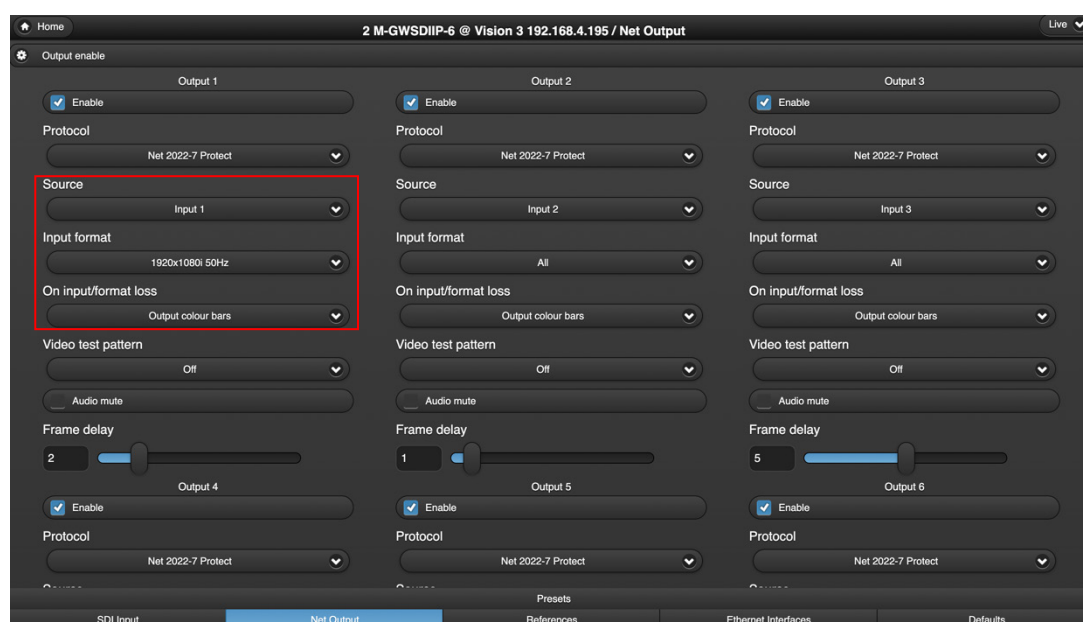 Home
2 M-GWSDIIP-6 @ Vision 3 192.168.4.195 / Net Output
Live
Output enable
Output 1 Output 2 Output 3
Enable Enable Enable
Protocol Protocol Protocol
Net 2022-7 Protect Net 2022-7 Protect Net 2022-7 Protect
Source Source Source
Input 1 Input 2 Input 3
Input format Input format Input format
1920x1080i 50Hz All All
On input/format loss On input/format loss On input/format loss
Output colour bars Output colour bars Output colour bars
Video test pattern Video test pattern Video test pattern
Off Off Off
Audio mute Audio mute Audio mute
Frame delay Frame delay Frame delay
2 1 5
Output 4 Output 5 Output 6
Enable Enable Enable
Protocol Protocol Protocol
Net 2022-7 Protect Net 2022-7 Protect Net 2022-7 Protect
Presets
SDI Input Net Output References Ethernet Interfaces Defaults